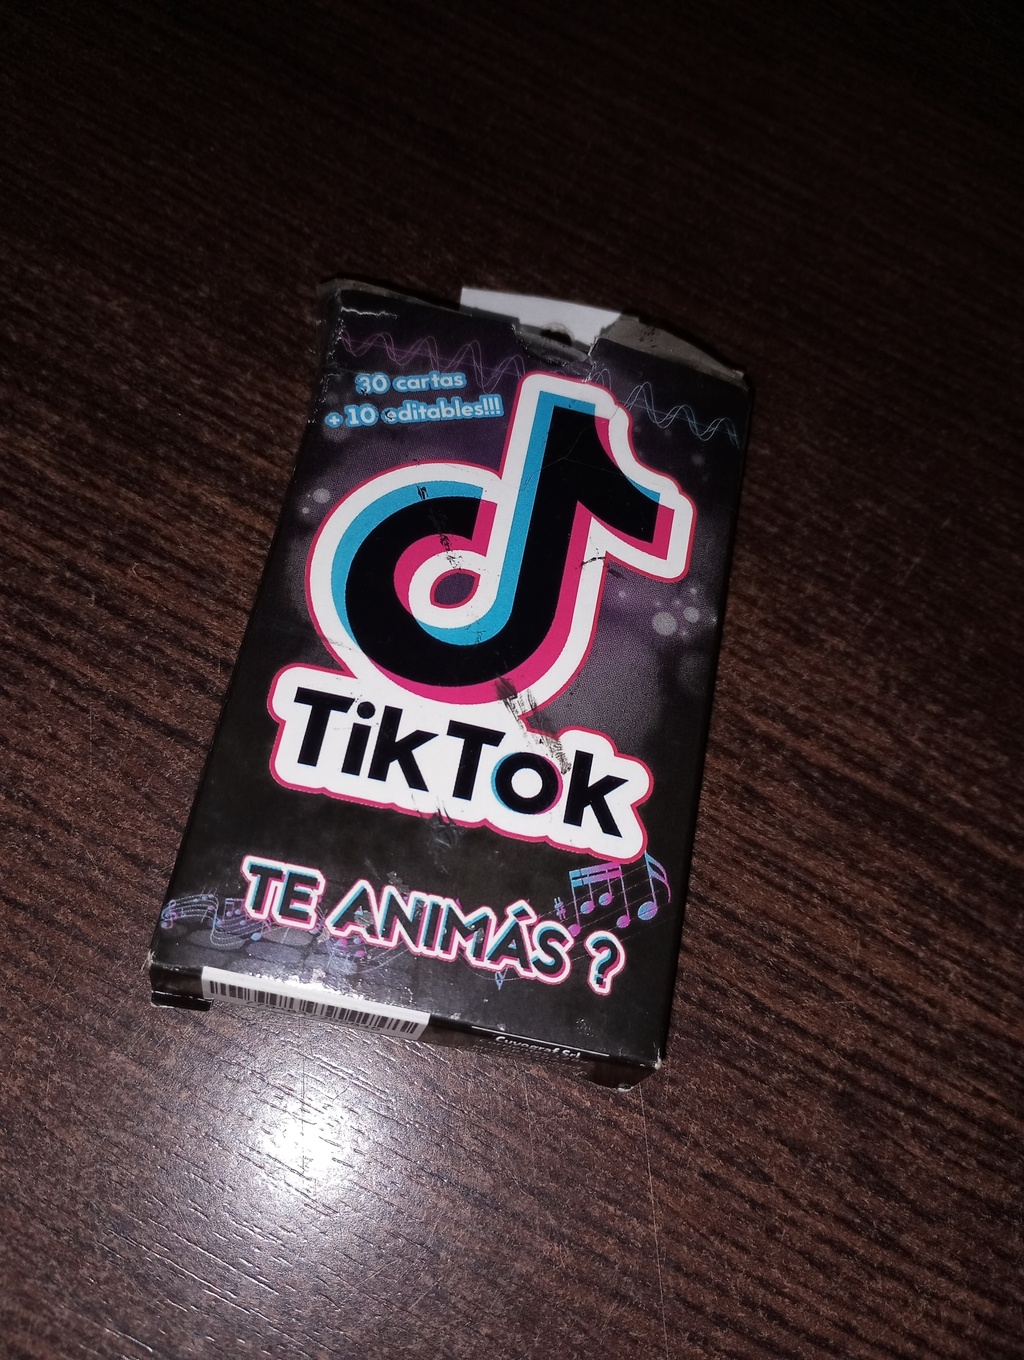 30 cartas
+ 10 editables!!!
TikTok
TE ANIMÁS ?